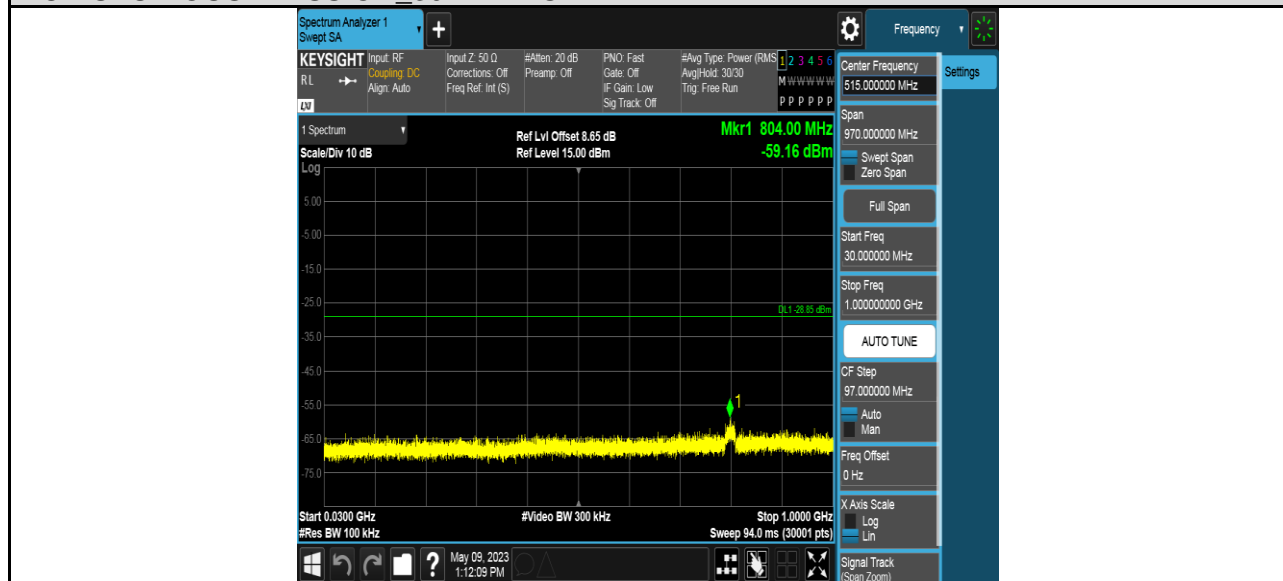 Spectrum Analyzer 1
Swept SA
+
Frequency
KEYSIGHT
RL
LXI
Input: RF
Coupling: DC
Align: Auto
Input Z: 50 Ω
Corrections: Off
Freq Ref: Int (S)
#Atten: 20 dB
Preamp: Off
PNO: Fast
Gate: Off
IF Gain: Low
Sig Track: Off
#Avg Type: Power (RMS
Avg|Hold: 30/30
Trig: Free Run
1 2 3 4 5 6
M W W W W W
P P P P P P
Center Frequency
515.000000 MHz
Settings
1 Spectrum
Scale/Div 10 dB
Log
Ref Lvl Offset 8.65 dB
Ref Level 15.00 dBm
Mkr1 804.00 MHz
-59.16 dBm
Span
970.000000 MHz
Swept Span
Zero Span
Full Span
Start Freq
30.000000 MHz
Stop Freq
1.000000000 GHz
AUTO TUNE
CF Step
97.000000 MHz
Auto
Man
Freq Offset
0 Hz
X Axis Scale
Log
Lin
Signal Track
(Span Zoom)
5.00
-5.00
-15.0
-25.0
DL1 -28.85 dBm
-35.0
-45.0
-55.0
1
-65.0
-75.0
Start 0.0300 GHz
#Res BW 100 kHz
#Video BW 300 kHz
Stop 1.0000 GHz
Sweep 94.0 ms (30001 pts)
?
May 09, 2023
1:12:09 PM